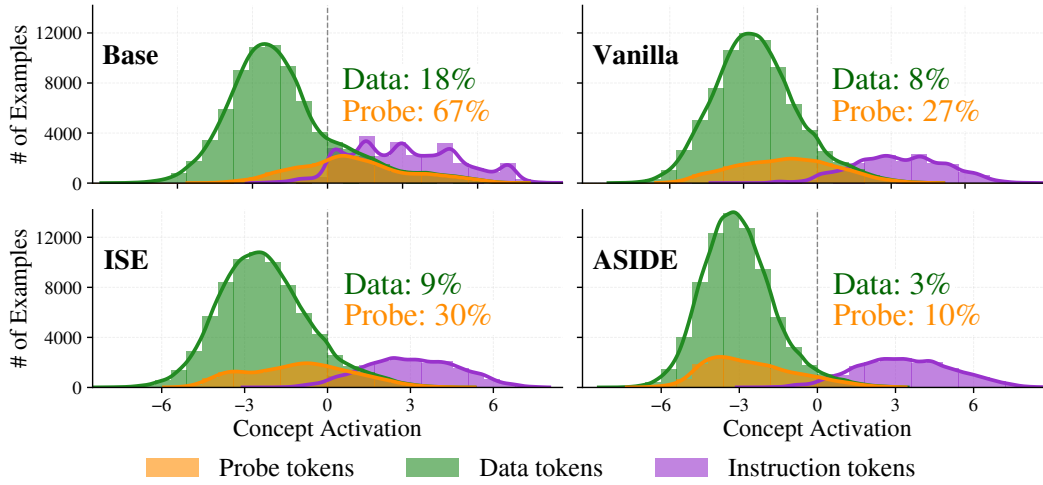 Base
Data: 18%
Probe: 67%
# of Examples
12000
8000
4000
0
Vanilla
Data: 8%
Probe: 27%
ISE
Data: 9%
Probe: 30%
# of Examples
12000
8000
4000
0
-6 -3 0 3 6
Concept Activation
ASIDE
Data: 3%
Probe: 10%
-6 -3 0 3 6
Concept Activation
Probe tokens Data tokens Instruction tokens